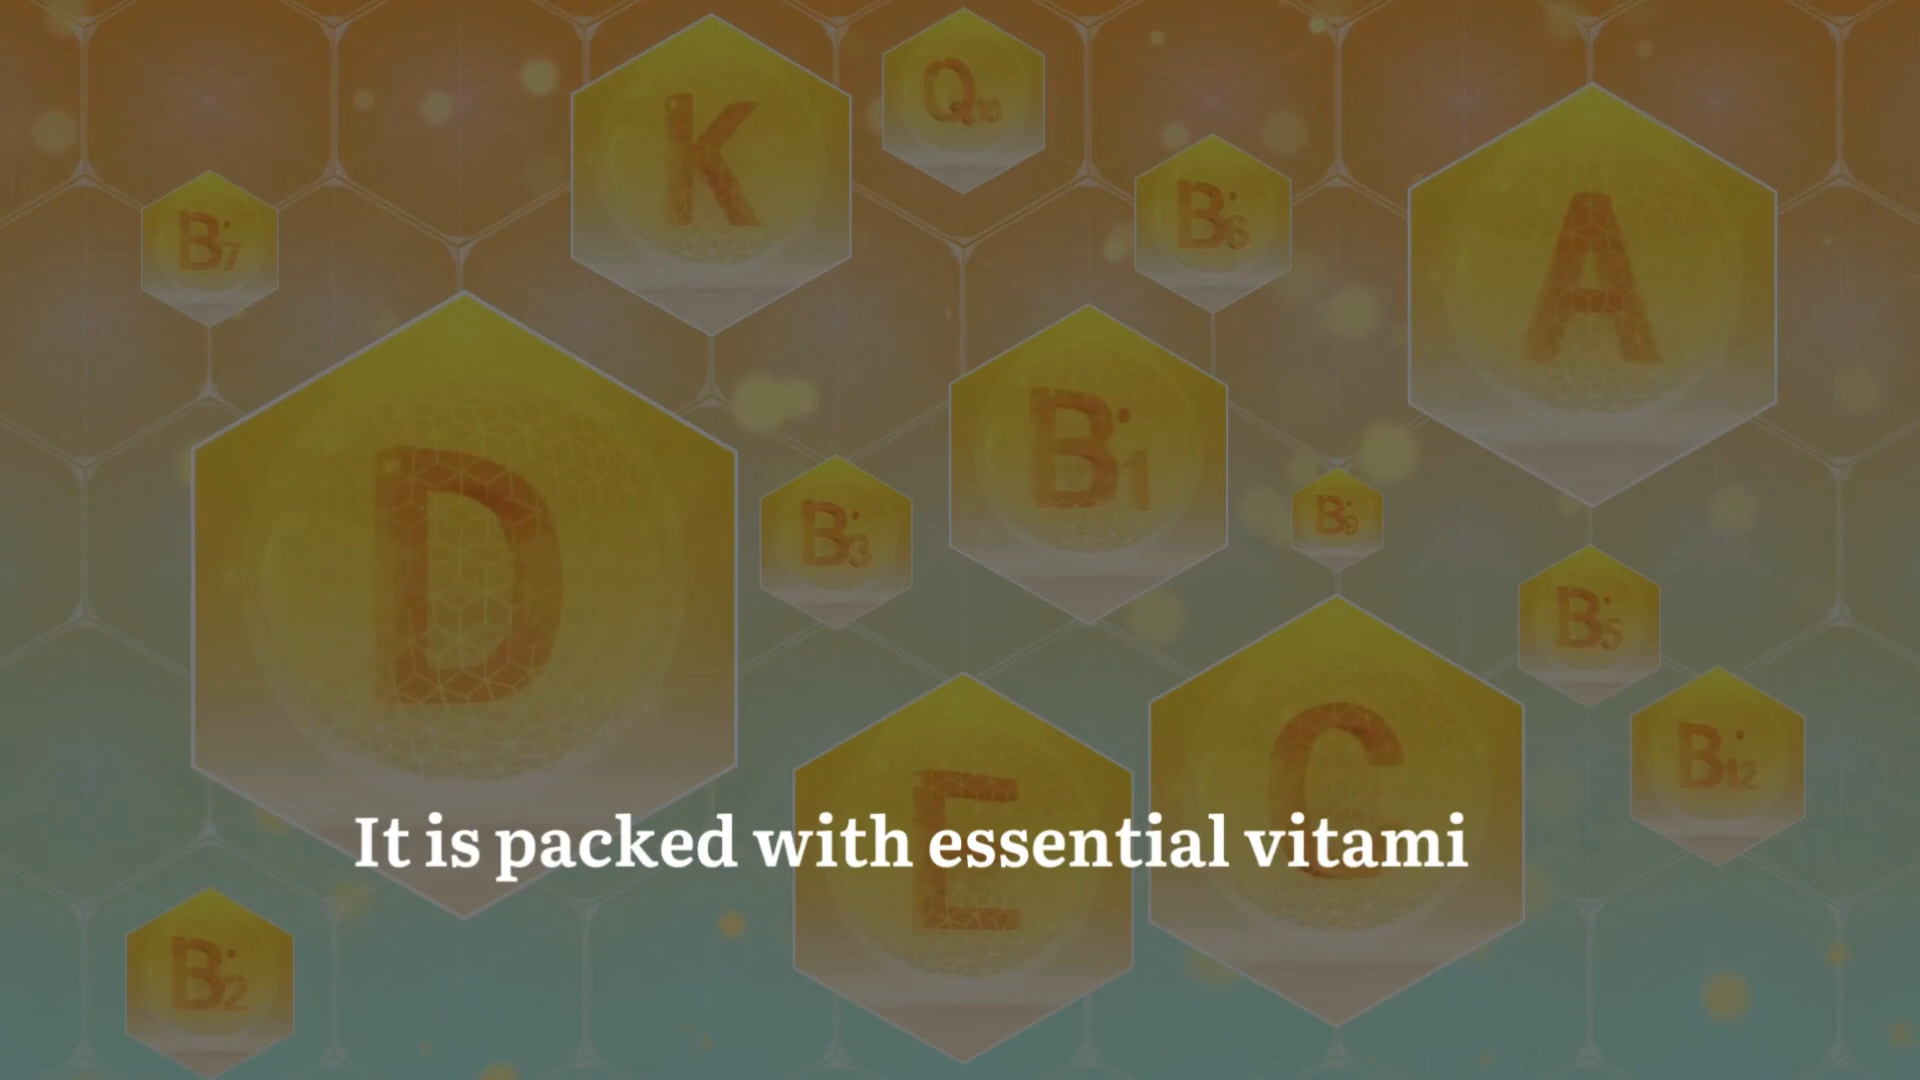 K
Q10
B6
A
B7
D
B3
B1
B9
B5
E
C
B12
It is packed with essential vitami
B2